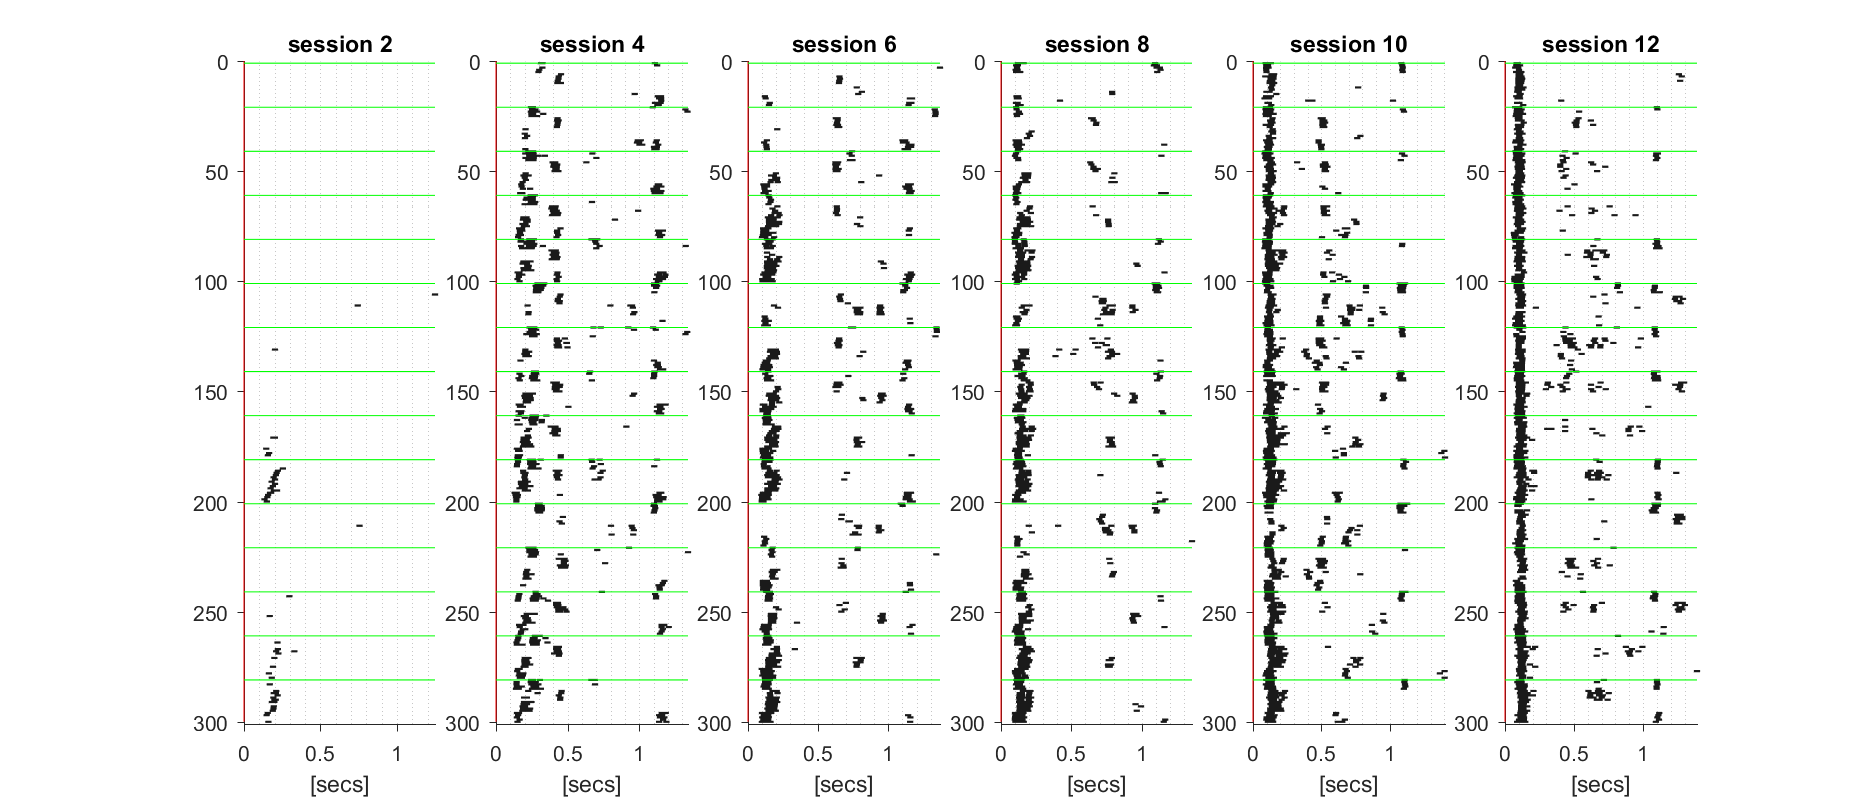 session 2 session 4 session 6 session 8 session 10 session 12
0 0 0 0 0 0
50 50 50 50 50 50
100 100 100 100 100 100
150 150 150 150 150 150
200 200 200 200 200 200
250 250 250 250 250 250
300 300 300 300 300 300
0 0.5 1 0 0.5 1 0 0.5 1 0 0.5 1 0 0.5 1 0 0.5 1
[secs] [secs] [secs] [secs] [secs] [secs]